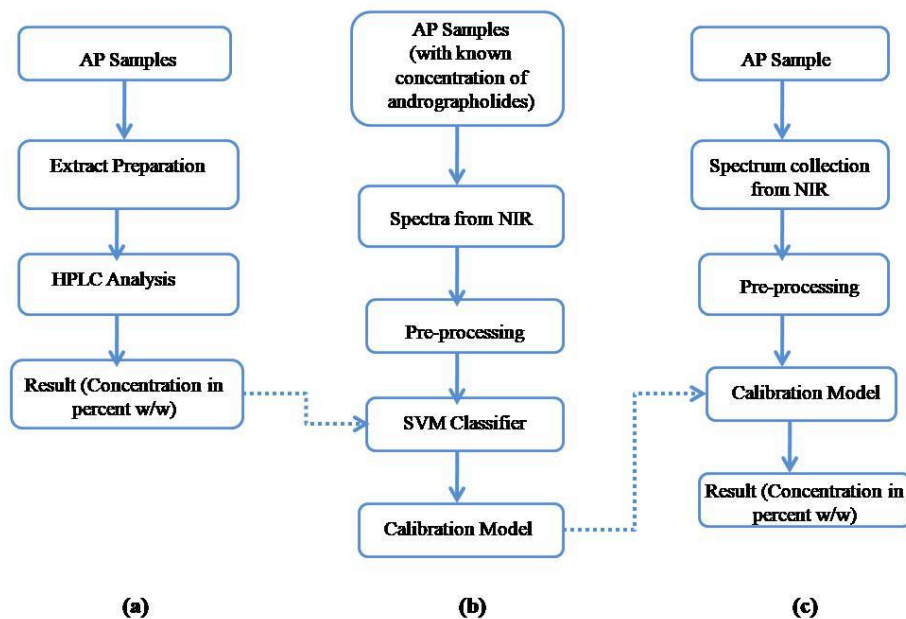 AP Samples
Extract Preparation
HPLC Analysis
Result (Concentration in
percent w/w)
(a)
AP Samples
(with known
concentration of
andrographolides)
Spectra from NIR
Pre-processing
SVM Classifier
Calibration Model
(b)
AP Sample
Spectrum collection
from NIR
Pre-processing
Calibration Model
Result (Concentration in
percent w/w)
(c)